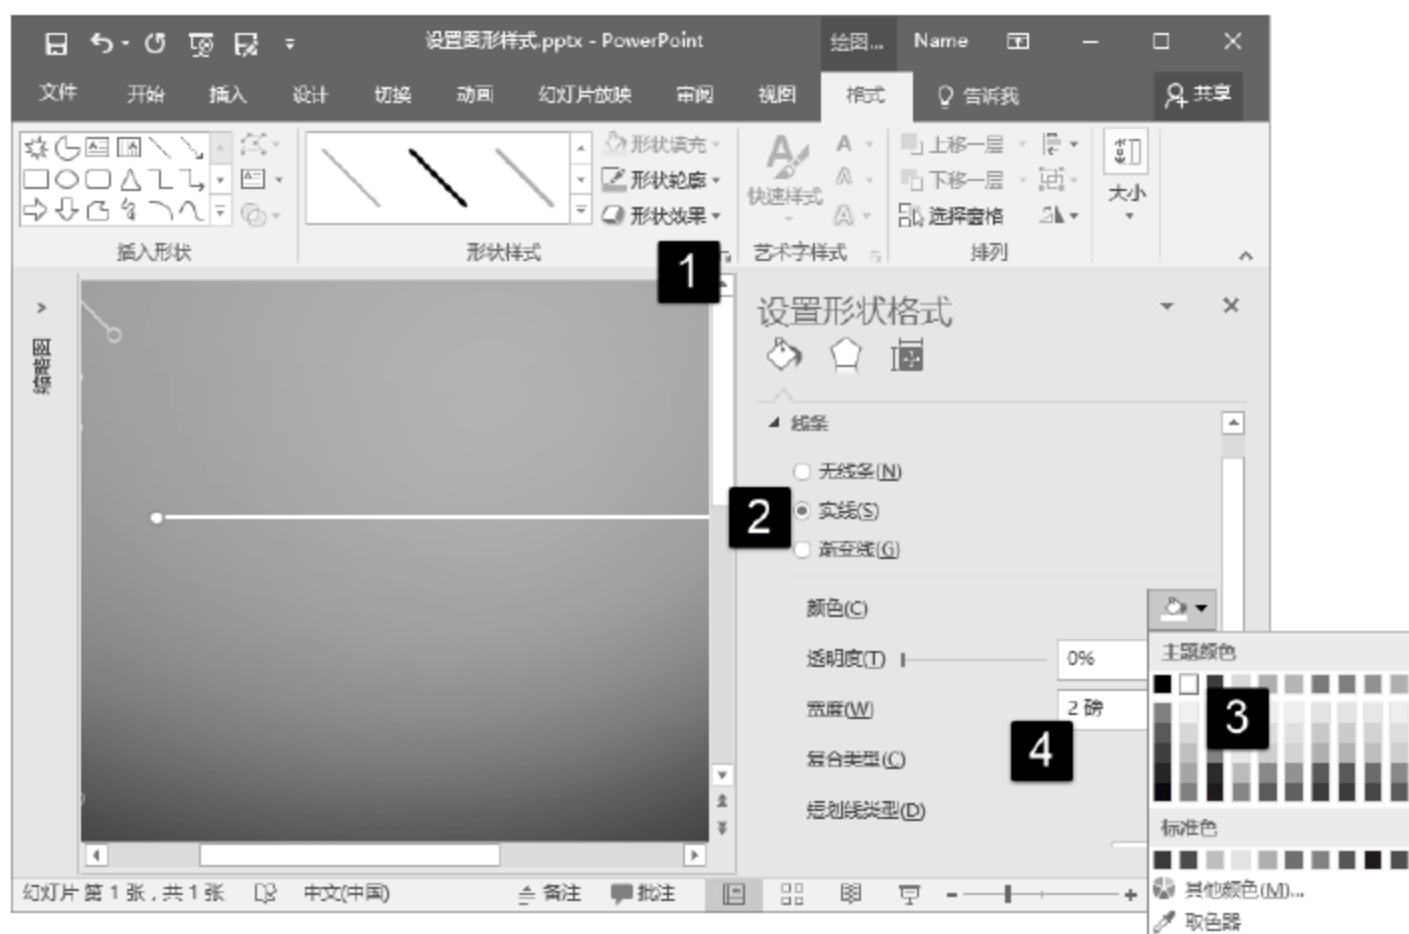 设置图形样式.pptx - PowerPoint
绘图...
Name
文件 开始 插入 设计 切换 动画 幻灯片放映 审阅 视图 格式 告诉我 共享
形状填充
形状轮廓
形状效果
快速样式
上移一层
下移一层
选择窗格
大小
插入形状
形状样式
艺术字样式
排列
1
缩略图
设置形状格式
线条
无线条(N)
2
实线(S)
渐变线(G)
颜色(C)
透明度(T)
0%
宽度(W)
2 磅
复合类型(C)
4
短划线类型(D)
主题颜色
3
标准色
其他颜色(M)...
取色器
幻灯片 第 1 张，共 1 张
中文(中国)
备注
批注